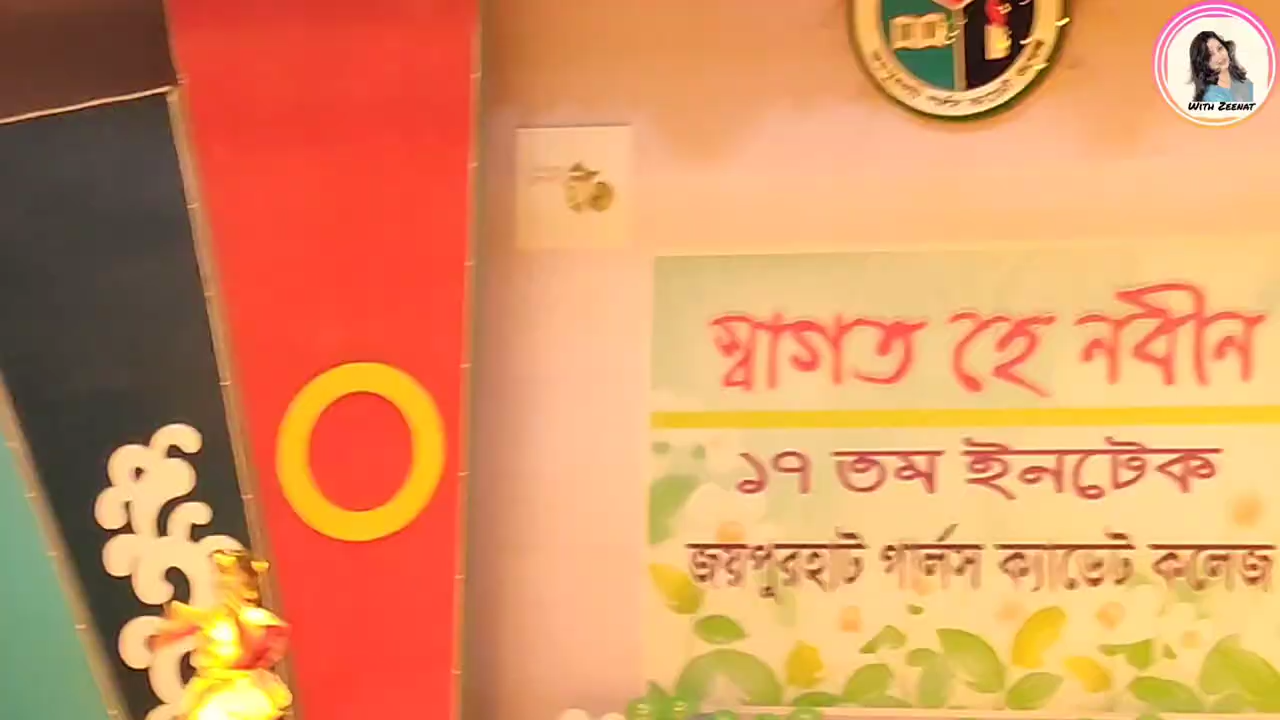 With Zeenat
স্বাগত হে নবীন
১৭ তম ইনটেক
জয়পুরহাট গার্লস ক্যাডেট কলেজ